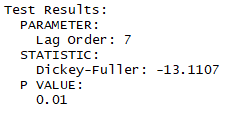 Test Results:
PARAMETER:
Lag Order: 7
STATISTIC:
Dickey-Fuller: -13.1107
P VALUE:
0.01